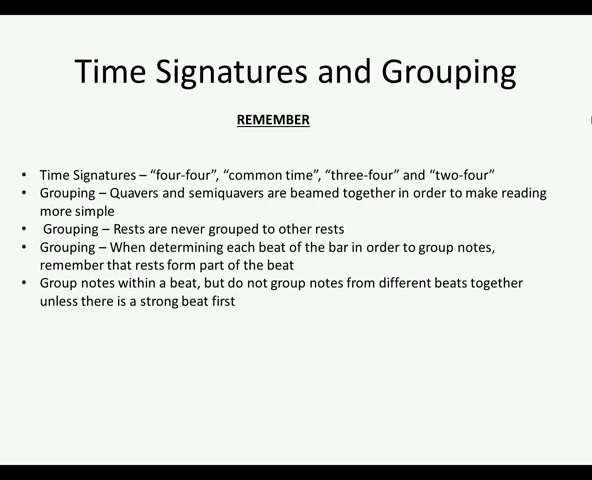 Time Signatures and Grouping
REMEMBER
• Time Signatures – “four-four”, “common time”, “three-four” and “two-four”
• Grouping – Quavers and semiquavers are beamed together in order to make reading
more simple
• Grouping – Rests are never grouped to other rests
• Grouping – When determining each beat of the bar in order to group notes,
remember that rests form part of the beat
• Group notes within a beat, but do not group notes from different beats together
unless there is a strong beat first